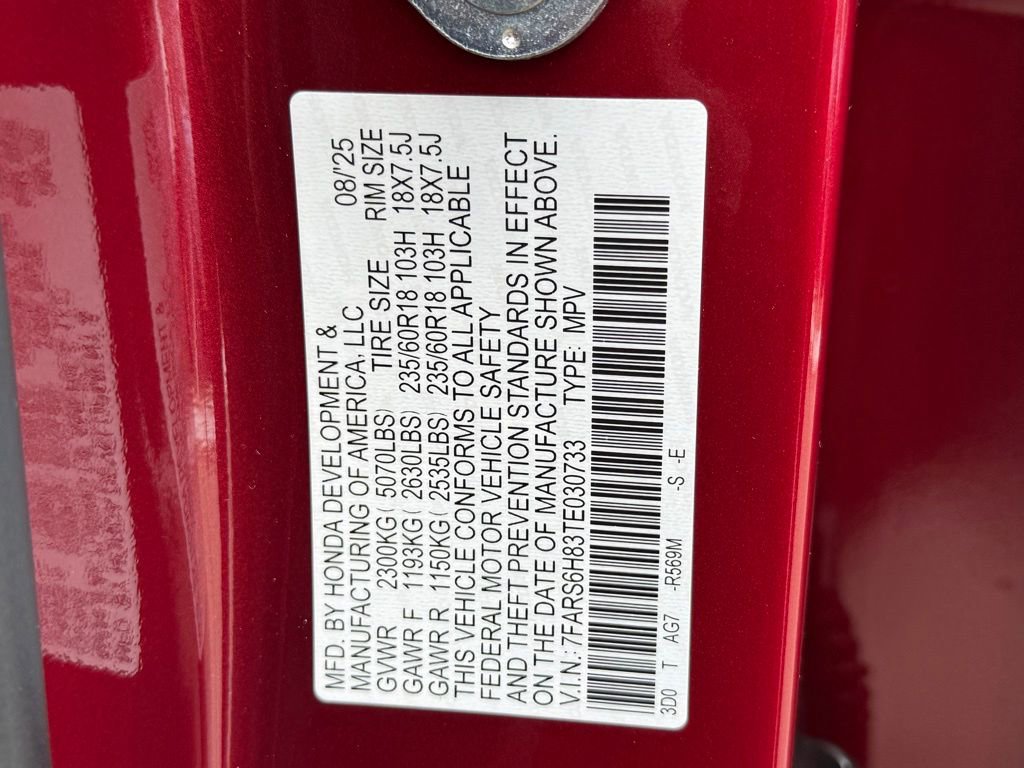 MFD. BY HONDA DEVELOPMENT &
MANUFACTURING OF AMERICA, LLC 08/'25
GVWR 2300KG( 5070LBS) TIRE SIZE RIM SIZE
GAWR F 1193KG( 2630LBS) 235/60R18 103H 18X7.5J
GAWR R 1150KG( 2535LBS) 235/60R18 103H 18X7.5J
THIS VEHICLE CONFORMS TO ALL APPLICABLE
FEDERAL MOTOR VEHICLE SAFETY
AND THEFT PREVENTION STANDARDS IN EFFECT
ON THE DATE OF MANUFACTURE SHOWN ABOVE.
V.I.N: 7FARS6H83TE030733 TYPE: MPV
3D0 T AG7 -R569M -S -E